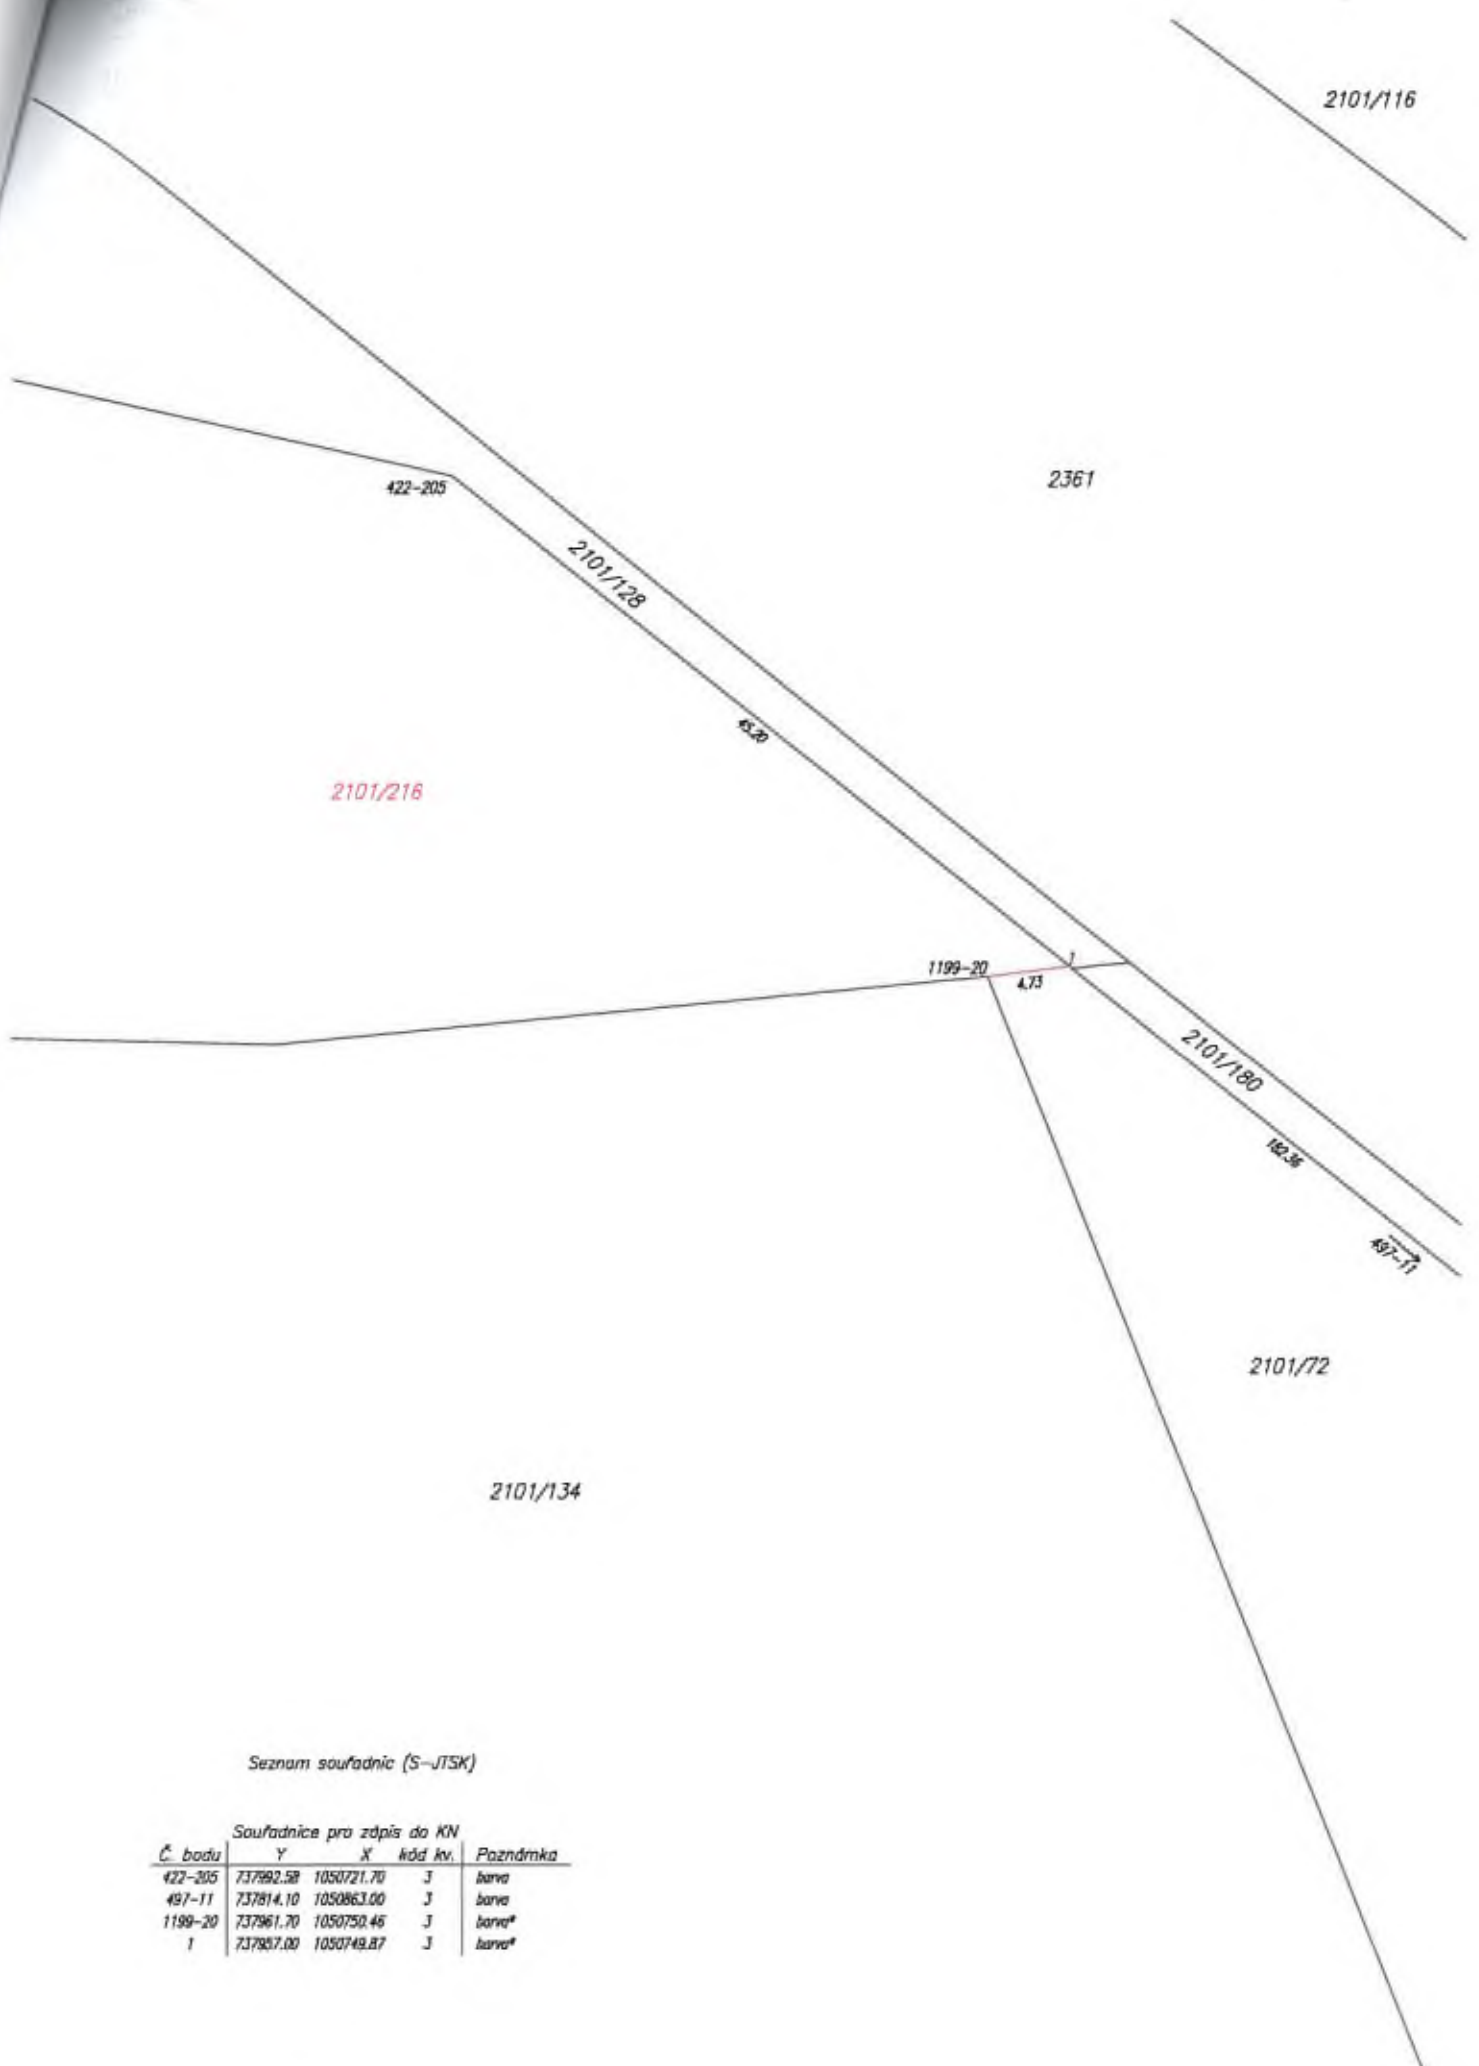 2101/116
2361
422-205
2101/128
45.20
2101/216
1199-20
1
4.73
2101/180
182.36
497-11
2101/72
2101/134
Seznam souřadnic (S-JTSK)
Souřadnice pro zápis do KN
Č. bodu Y X kód kv. Poznámka
422-205 737992.58 1050721.70 3 barva
497-11 737814.10 1050863.00 3 barva
1199-20 737961.70 1050750.46 3 barva*
1 737957.00 1050749.87 3 barva*